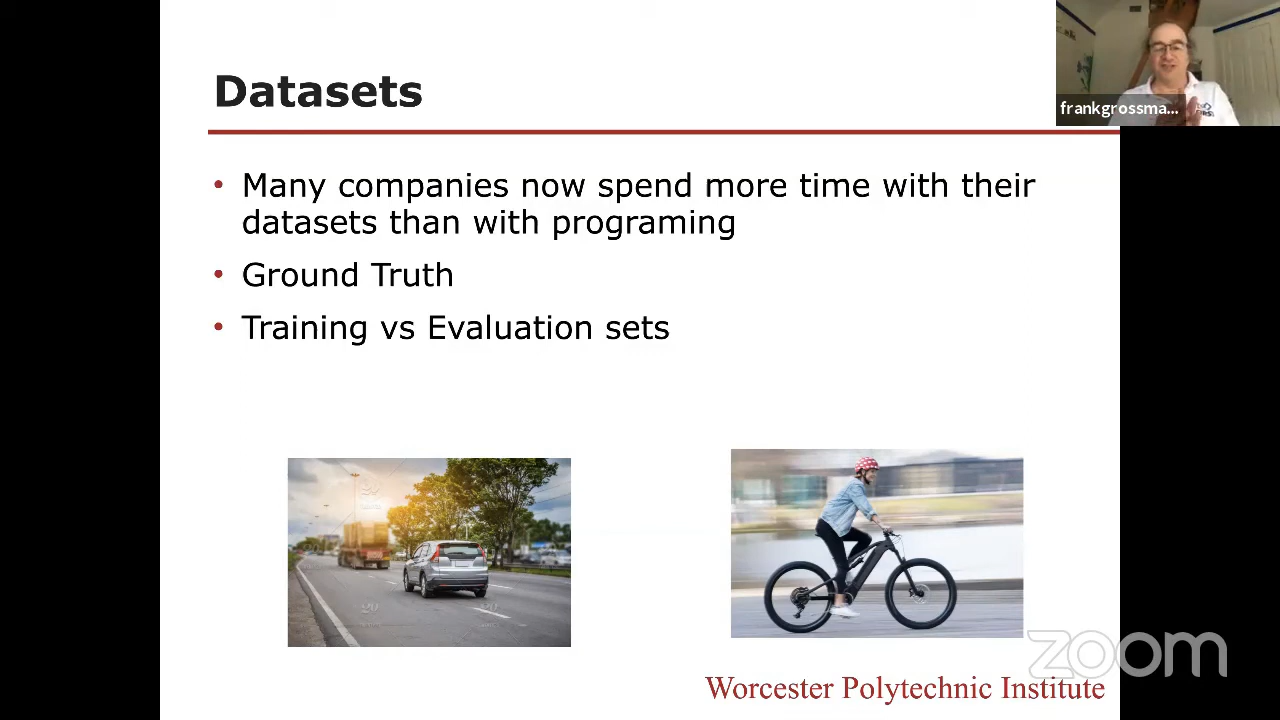 Datasets
frankgrossma...
• Many companies now spend more time with their
datasets than with programing
• Ground Truth
• Training vs Evaluation sets
zoom
Worcester Polytechnic Institute